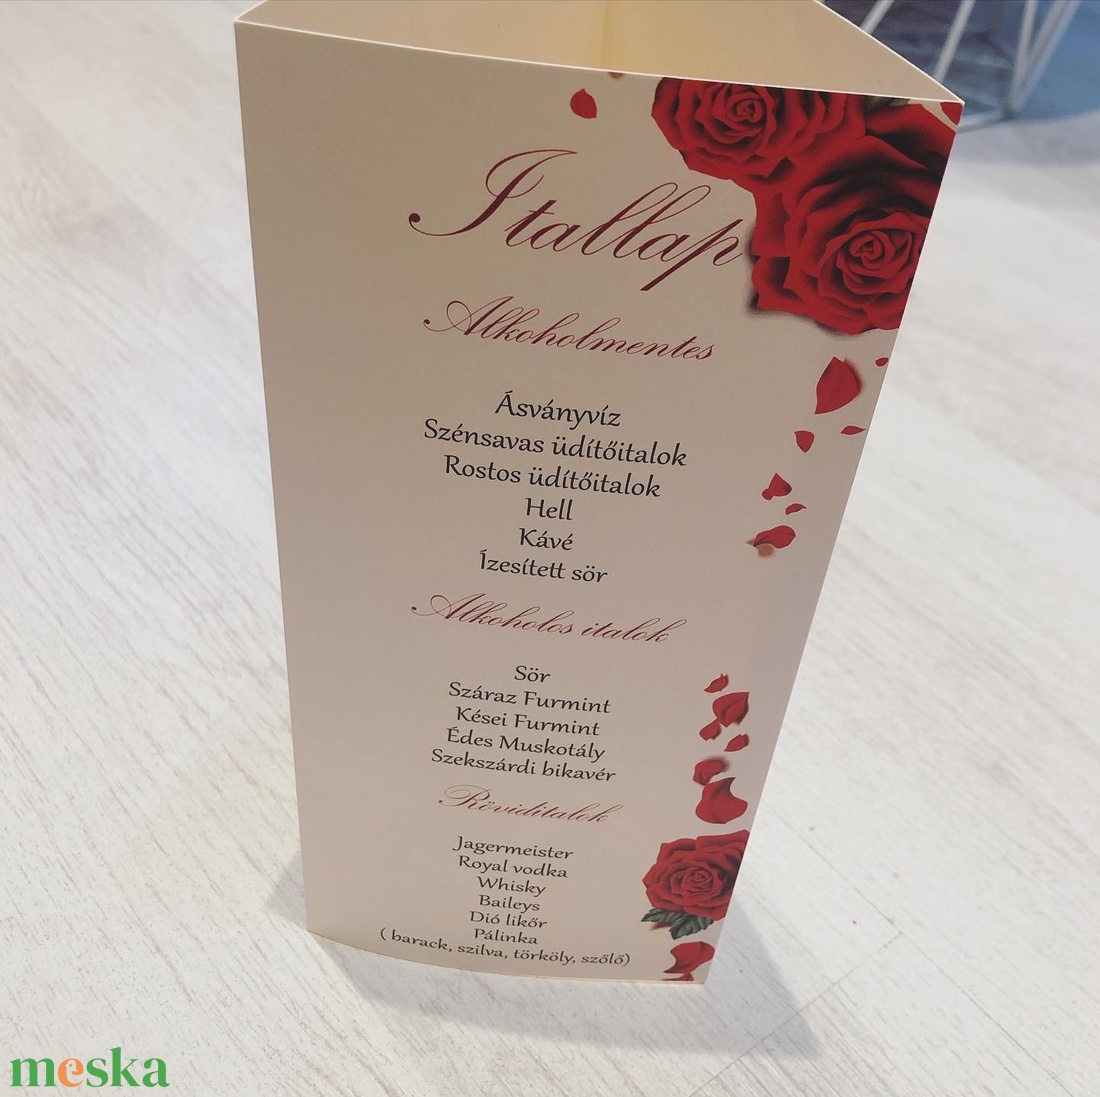 Itallap
Alkoholmentes
Ásványvíz
Szénsavas üdítőitalok
Rostos üdítőitalok
Hell
Kávé
Ízesített sör
Alkoholos italok
Sör
Száraz Furmint
Kései Furmint
Édes Muskotály
Szekszárdi bikavér
Röviditalok
Jagermeister
Royal vodka
Whisky
Baileys
Dió likőr
Pálinka
( barack, szilva, törköly, szőlő)
meska